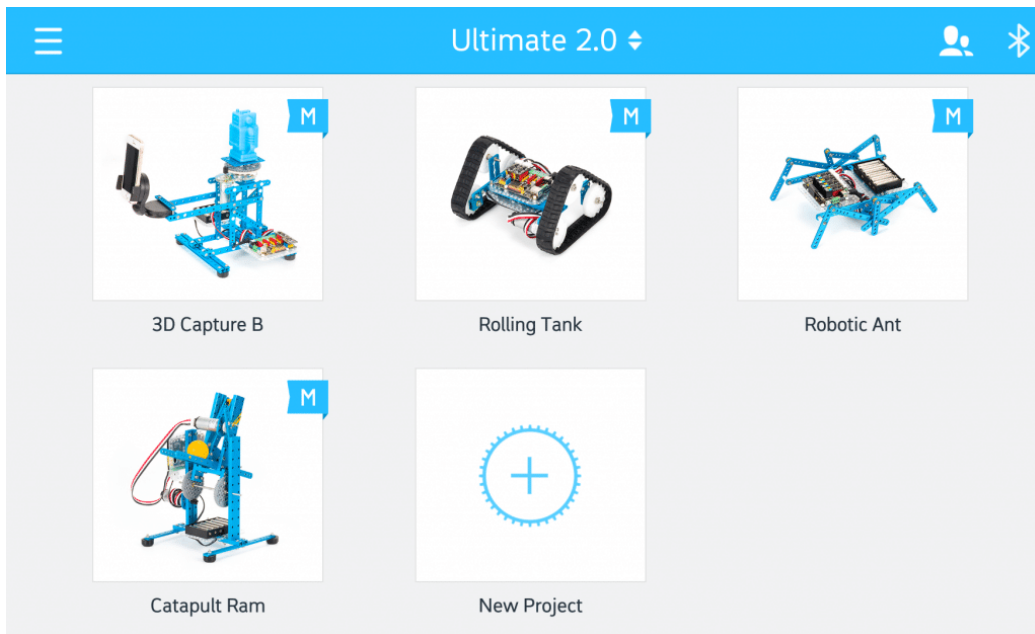 Ultimate 2.0
M
M
M
3D Capture B
Rolling Tank
Robotic Ant
M
Catapult Ram
New Project